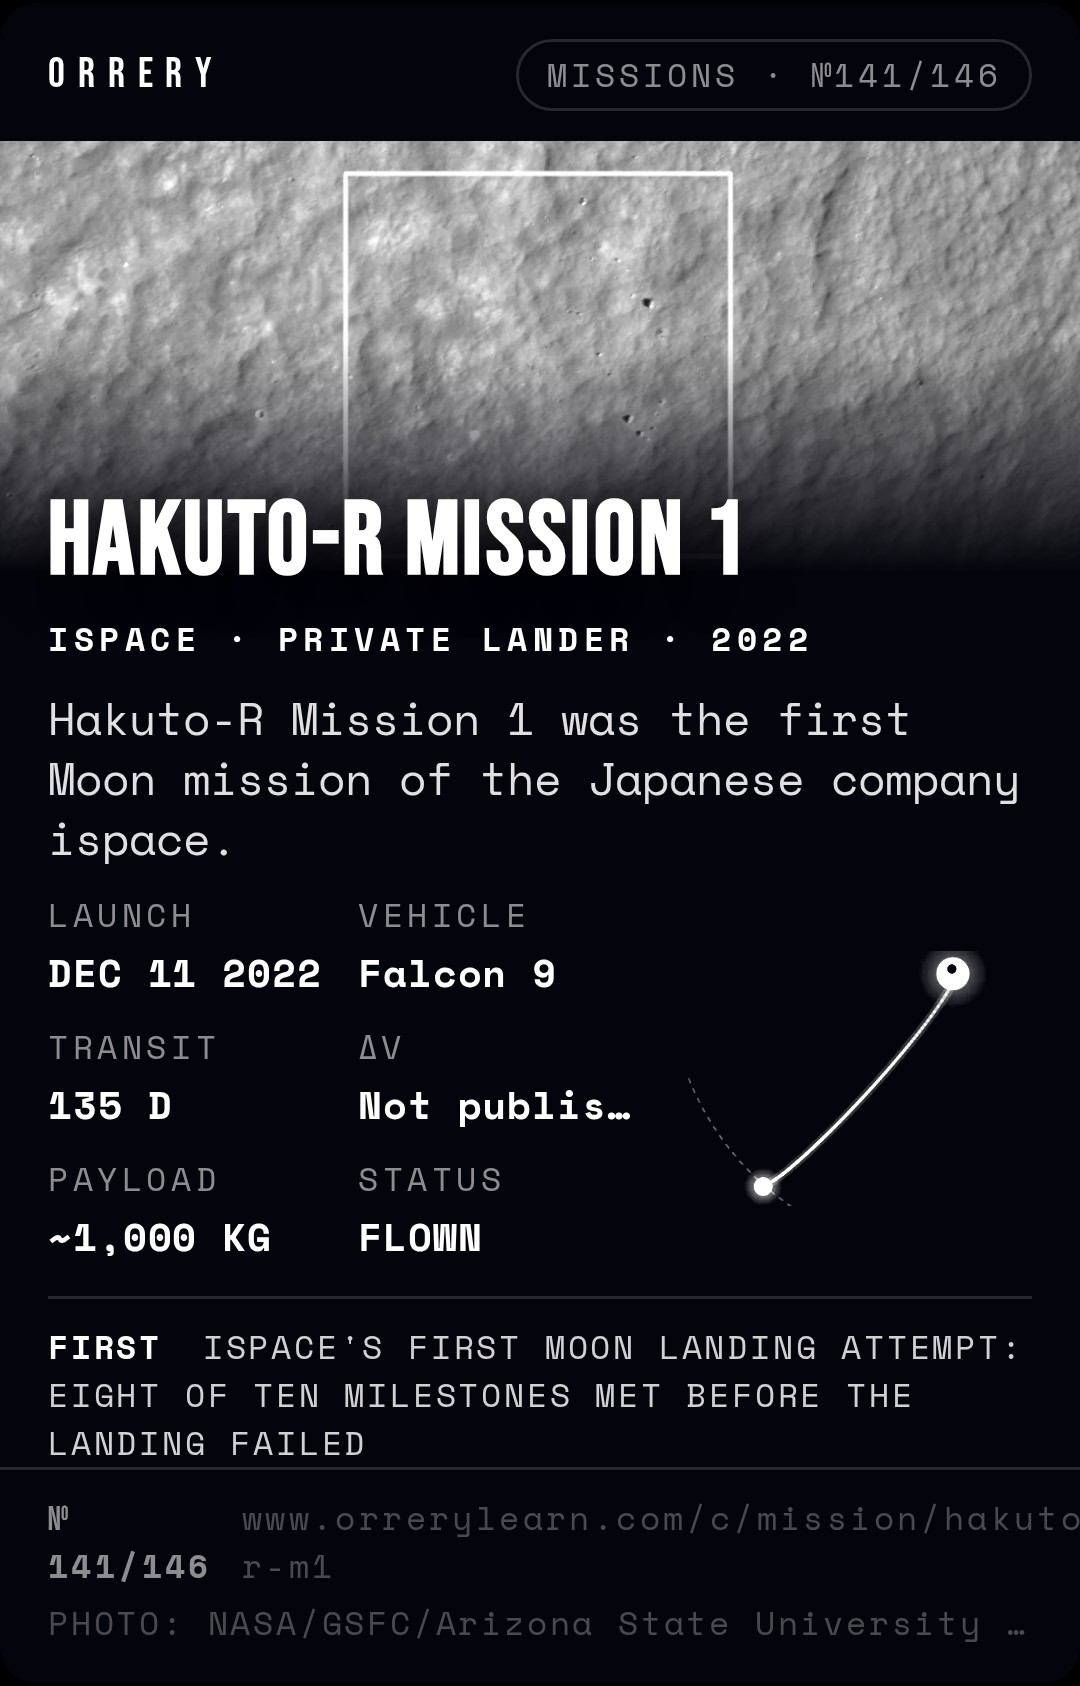 ORRERY
MISSIONS · №141/146
HAKUTO-R MISSION 1
ISPACE · PRIVATE LANDER · 2022
Hakuto-R Mission 1 was the first
Moon mission of the Japanese company
ispace.
LAUNCH VEHICLE
DEC 11 2022 Falcon 9
TRANSIT ΔV
135 D Not publis…
PAYLOAD STATUS
~1,000 KG FLOWN
FIRST ISPACE'S FIRST MOON LANDING ATTEMPT:
EIGHT OF TEN MILESTONES MET BEFORE THE
LANDING FAILED
№ www.orrerylearn.com/c/mission/hakuto
141/146 r-m1
PHOTO: NASA/GSFC/Arizona State University …